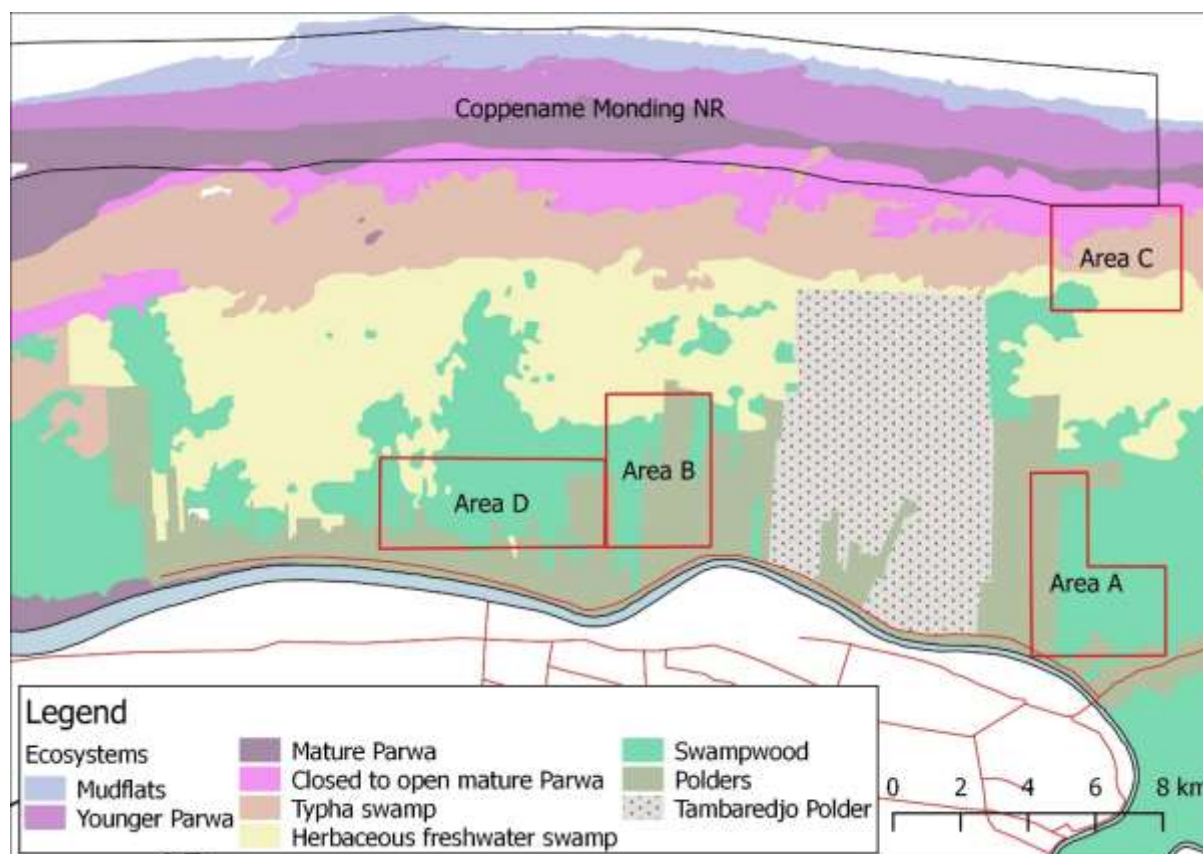 Coppename Monding NR
Area C
Area B
Area D
Area A
Legend
Ecosystems
Mudflats
Younger Parwa
Mature Parwa
Closed to open mature Parwa
Typha swamp
Herbaceous freshwater swamp
Swampwood
Polders
Tambaredjo Polder
0 2 4 6 8 km